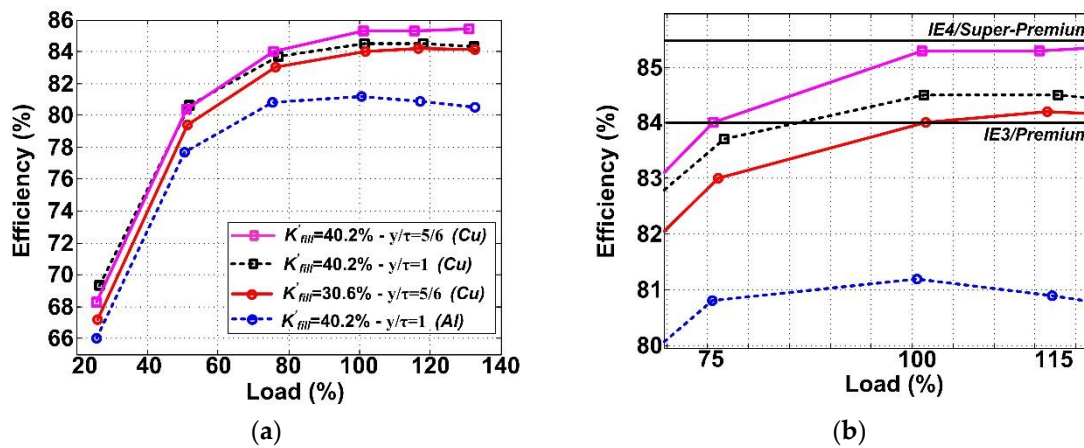 86
84
82
80
78
76
74
72
70
68
66
Efficiency (%)
K'fill=40.2% - y/τ=5/6 (Cu)
K'fill=40.2% - y/τ=1 (Cu)
K'fill=30.6% - y/τ=5/6 (Cu)
K'fill=40.2% - y/τ=1 (Al)
20 40 60 80 100 120 140
Load (%)
(a)
IE4/Super-Premium
85
84
IE3/Premium
83
82
81
80
Efficiency (%)
75 100 115
Load (%)
(b)